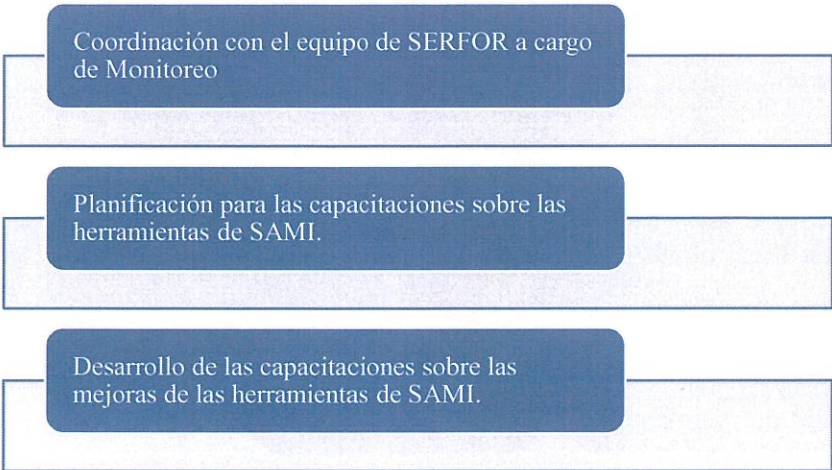 Coordinación con el equipo de SERFOR a cargo
de Monitoreo
Planificación para las capacitaciones sobre las
herramientas de SAMI.
Desarrollo de las capacitaciones sobre las
mejoras de las herramientas de SAMI.